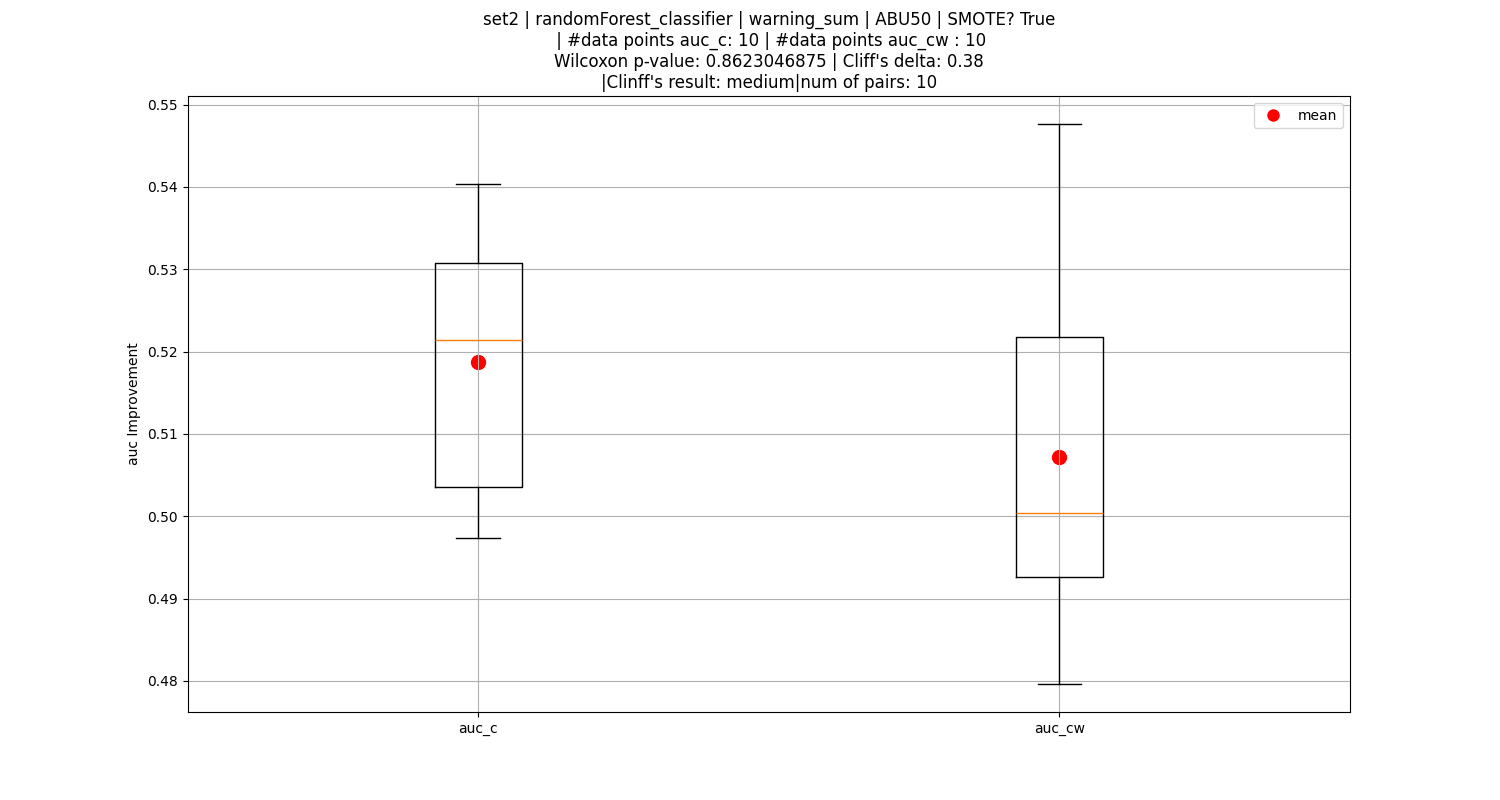 set2 | randomForest_classifier | warning_sum | ABU50 | SMOTE? True
| #data points auc_c: 10 | #data points auc_cw : 10
Wilcoxon p-value: 0.8623046875 | Cliff's delta: 0.38
|Clinff's result: medium|num of pairs: 10
mean
0.55
0.54
0.53
0.52
0.51
0.50
0.49
0.48
auc Improvement
auc_c
auc_cw